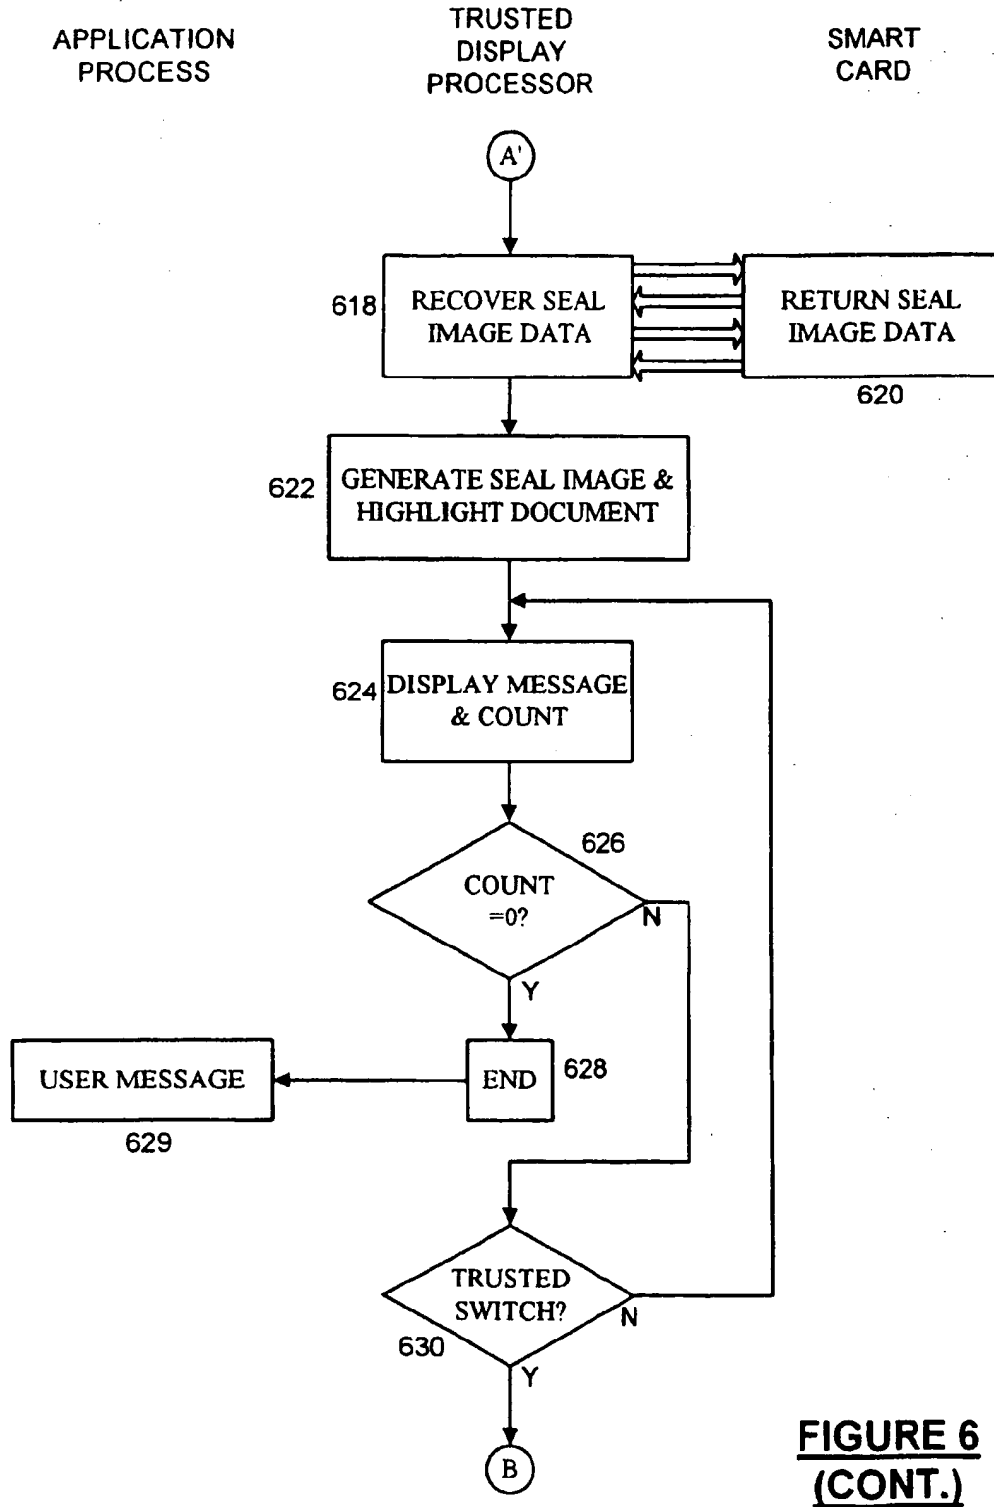 APPLICATION
PROCESS
TRUSTED
DISPLAY
PROCESSOR
SMART
CARD
A'
618
RECOVER SEAL
IMAGE DATA
RETURN SEAL
IMAGE DATA
620
622
GENERATE SEAL IMAGE &
HIGHLIGHT DOCUMENT
624
DISPLAY MESSAGE
& COUNT
626
COUNT
=0?
N
Y
USER MESSAGE
629
END
628
TRUSTED
SWITCH?
N
630
Y
B
FIGURE 6
(CONT.)